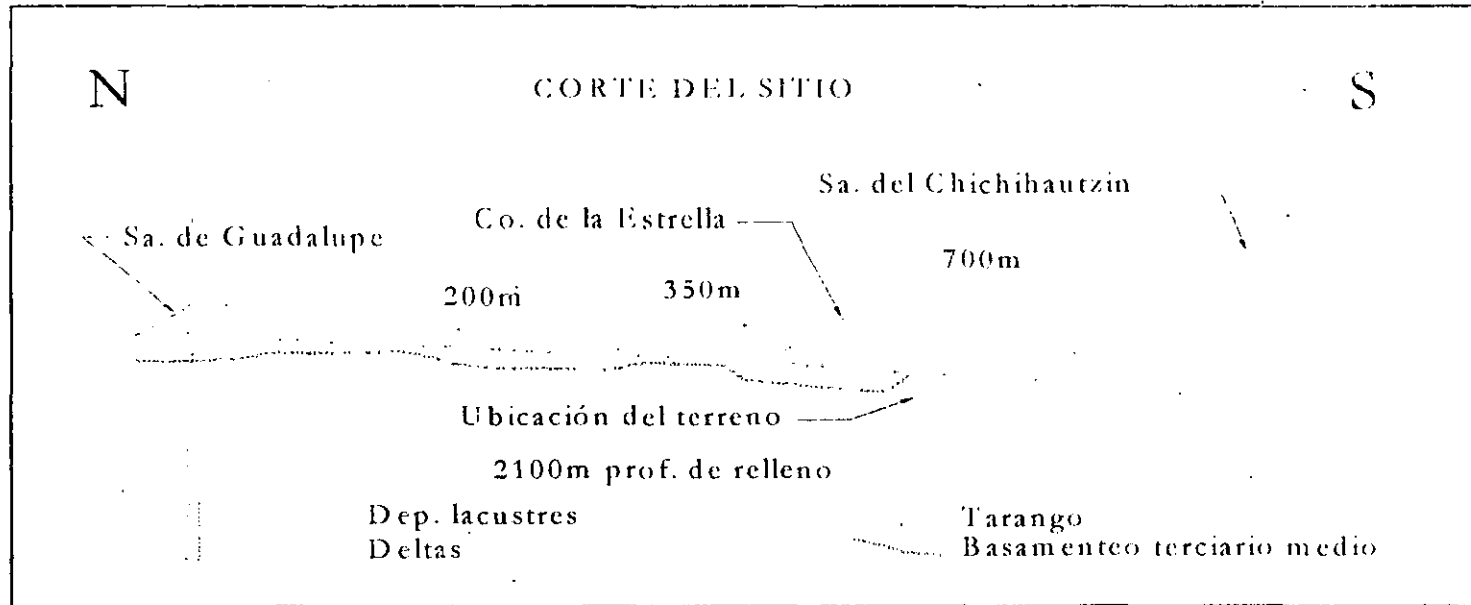 N CORTE DEL SITIO S
Sa. del Chichihautzin
Co. de la Estrella
Sa. de Guadalupe
700m
200m 350m
Ubicación del terreno
2100m prof. de relleno
Dep. lacustres Tarango
Deltas Basamenteo terciario medio